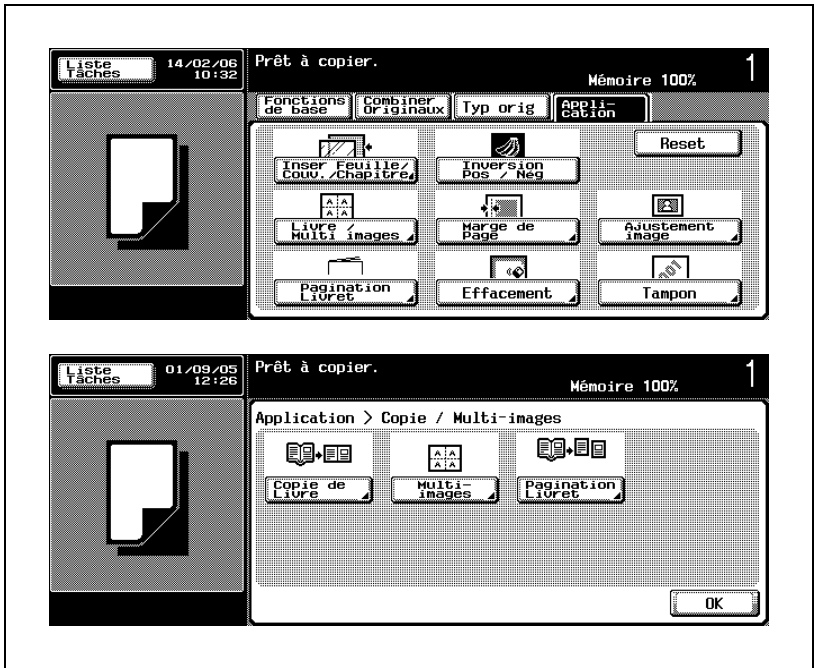 Liste
Tâches
14/02/06
10:32
Prêt à copier.
Mémoire 100%
1
Fonctions
de base
Combiner
Originaux
Typ orig
Appli-
cation
Inser Feuille/
Couv./Chapitre
Inversion
Pos / Nég
Reset
Livre /
Multi images
Marge de
Page
Ajustement
image
Pagination
Livret
Effacement
Tampon
Liste
Tâches
01/09/05
12:26
Prêt à copier.
Mémoire 100%
1
Application > Copie / Multi-images
Copie de
Livre
Multi-
images
Pagination
Livret
OK